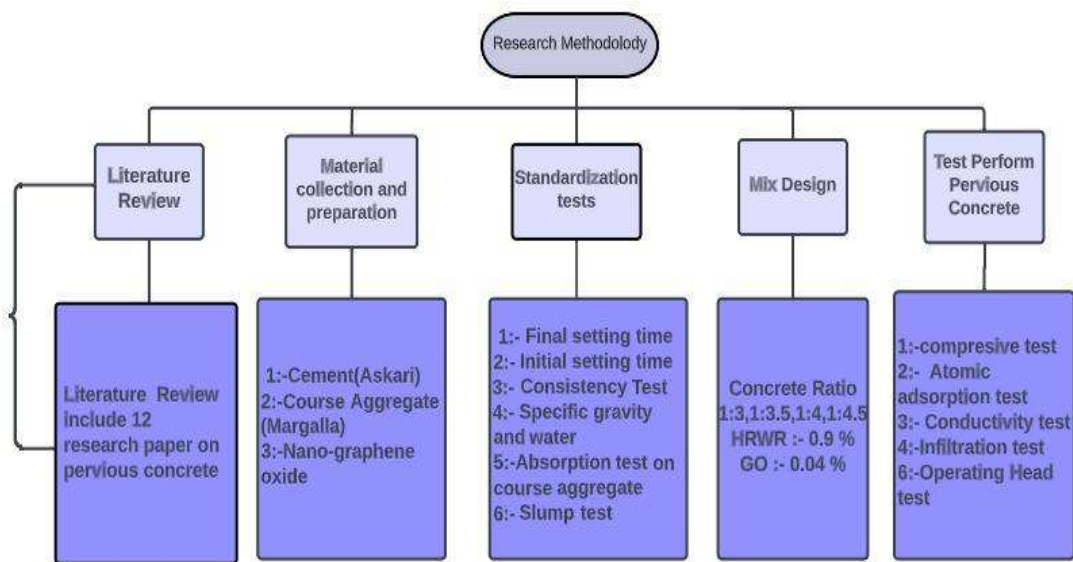 Research Methodolody
Literature
Review
Material
collection and
preparation
Standardization
tests
Mix Design
Test Perform
Pervious
Concrete
Literature Review
include 12
research paper on
pervious concrete
1:-Cement(Askari)
2:-Course Aggregate
(Margalla)
3:-Nano-graphene
oxide
1:- Final setting time
2:- Initial setting time
3:- Consistency Test
4:- Specific gravity
and water
5:-Absorption test on
course aggregate
6:- Slump test
Concrete Ratio
1:3,1:3.5,1:4,1:4.5
HRWR :- 0.9 %
GO :- 0.04 %
1:-compresive test
2:- Atomic
adsorption test
3:- Conductivity test
4:-Infiltration test
6:-Operating Head
test